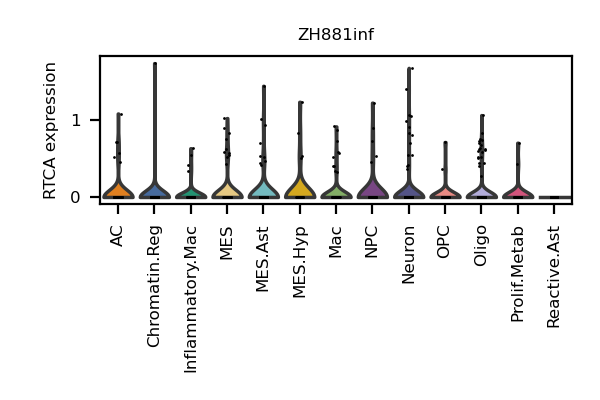 ZH881inf
RTCA expression
1
0
AC
Chromatin.Reg
Inflammatory.Mac
MES
MES.Ast
MES.Hyp
Mac
NPC
Neuron
OPC
Oligo
Prolif.Metab
Reactive.Ast